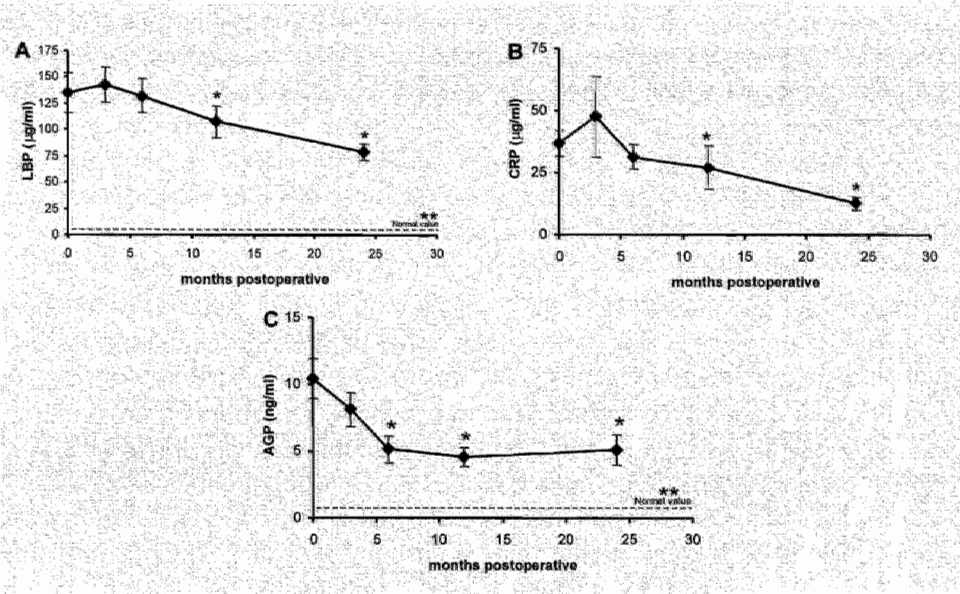 A
LBP (µg/ml)
175
150
125
100
75
50
25
0
*
*
**
Normal value
0 5 10 15 20 25 30
months postoperative
B
CRP (µg/ml)
75
50
25
0
*
*
0 5 10 15 20 25 30
months postoperative
C
AGP (ng/ml)
15
10
5
0
*
*
*
**
Normal value
0 5 10 15 20 25 30
months postoperative